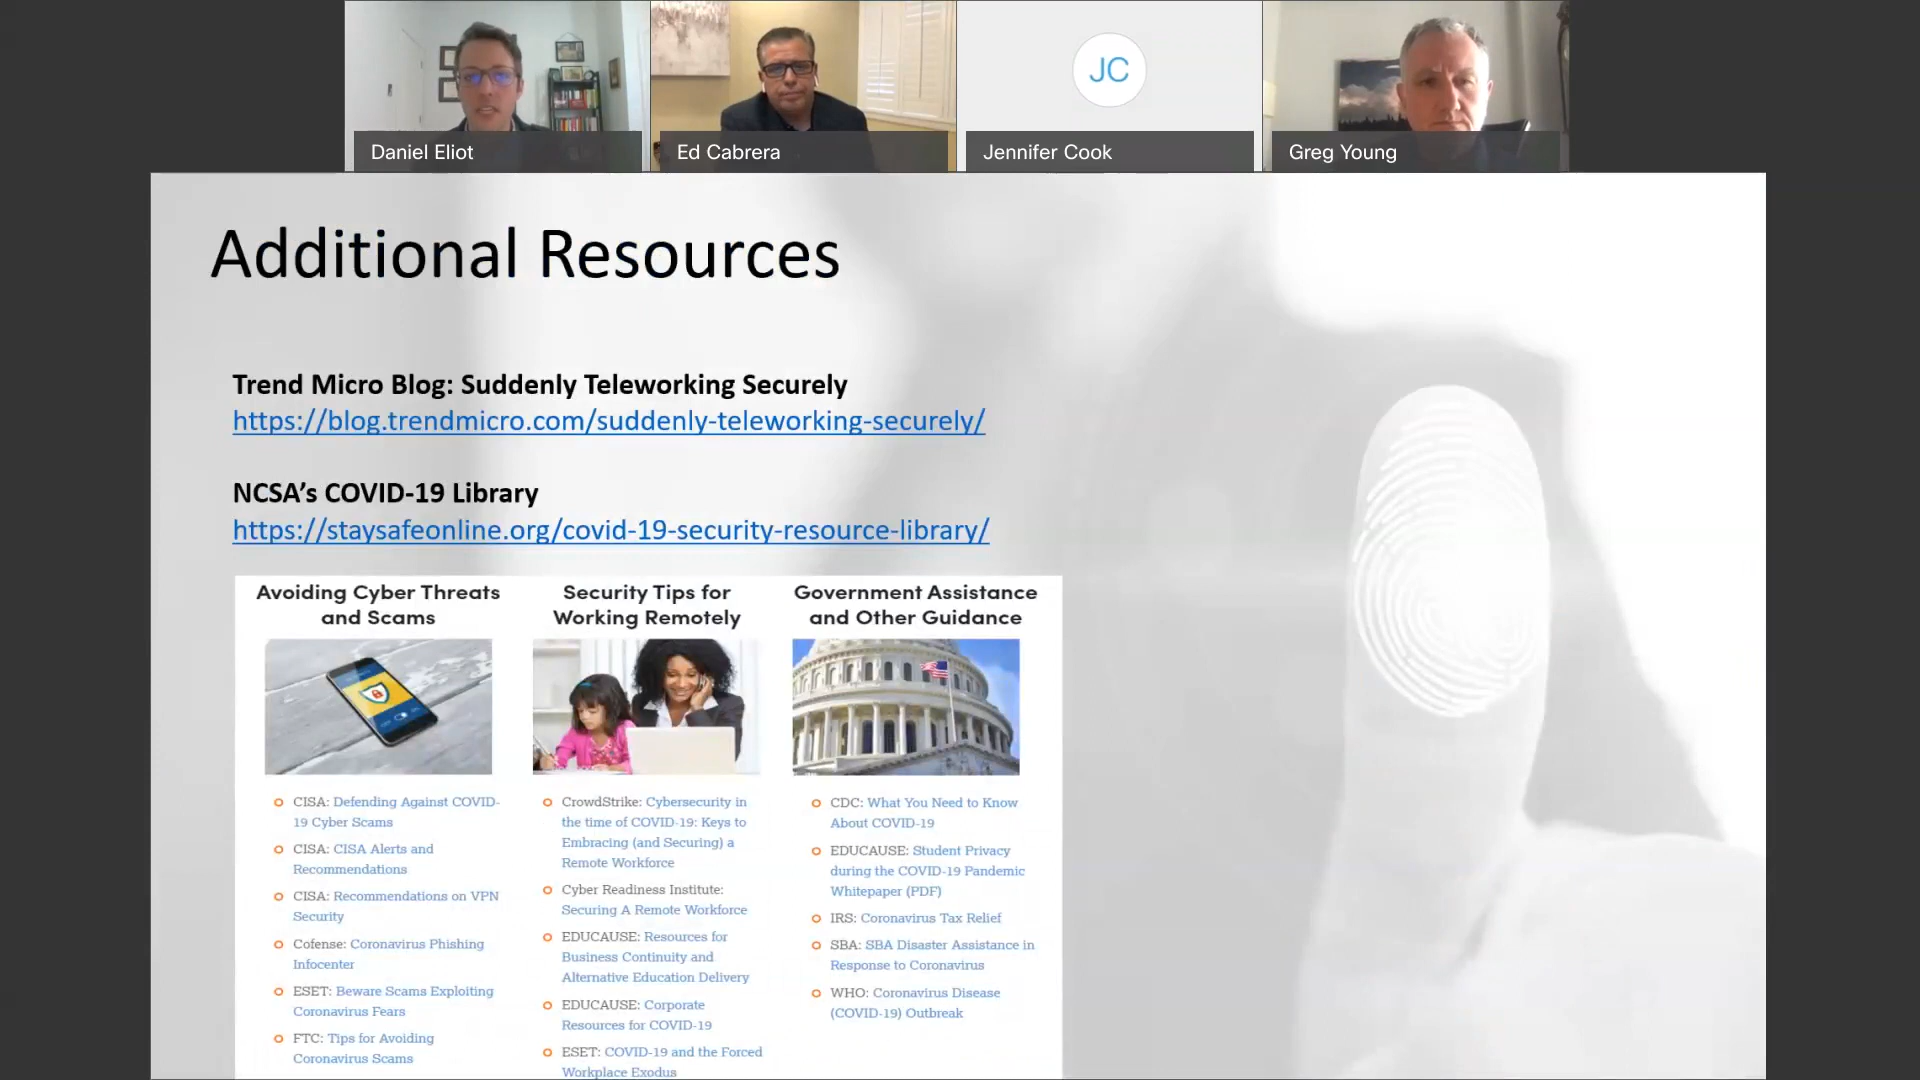 Daniel Eliot
Ed Cabrera
JC
Jennifer Cook
Greg Young
Additional Resources
Trend Micro Blog: Suddenly Teleworking Securely
https://blog.trendmicro.com/suddenly-teleworking-securely/
NCSA’s COVID-19 Library
https://staysafeonline.org/covid-19-security-resource-library/
Avoiding Cyber Threats
and Scams
CISA: Defending Against COVID-
19 Cyber Scams
CISA: CISA Alerts and
Recommendations
CISA: Recommendations on VPN
Security
Cofense: Coronavirus Phishing
Infocenter
ESET: Beware Scams Exploiting
Coronavirus Fears
FTC: Tips for Avoiding
Coronavirus Scams
Security Tips for
Working Remotely
CrowdStrike: Cybersecurity in
the time of COVID-19: Keys to
Embracing (and Securing) a
Remote Workforce
Cyber Readiness Institute:
Securing A Remote Workforce
EDUCAUSE: Resources for
Business Continuity and
Alternative Education Delivery
EDUCAUSE: Corporate
Resources for COVID-19
ESET: COVID-19 and the Forced
Workplace Exodus
Government Assistance
and Other Guidance
CDC: What You Need to Know
About COVID-19
EDUCAUSE: Student Privacy
during the COVID-19 Pandemic
Whitepaper (PDF)
IRS: Coronavirus Tax Relief
SBA: SBA Disaster Assistance in
Response to Coronavirus
WHO: Coronavirus Disease
(COVID-19) Outbreak